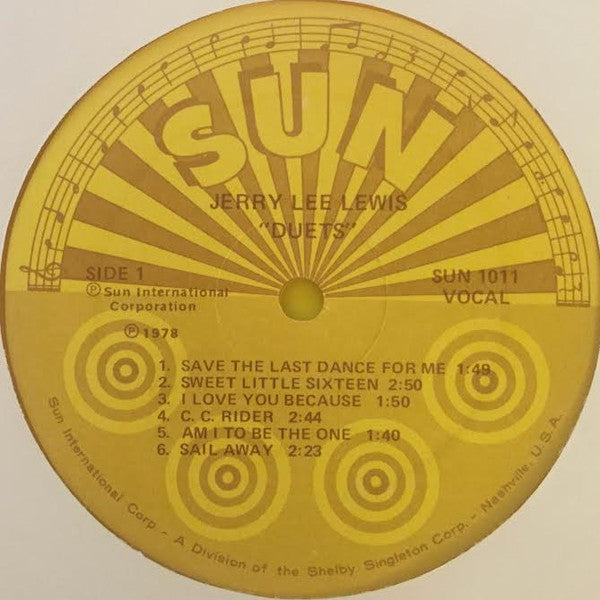 SUN
JERRY LEE LEWIS
"DUETS"
SIDE 1
℗ Sun International
Corporation
℗ 1978
SUN 1011
VOCAL
1. SAVE THE LAST DANCE FOR ME 1:49
2. SWEET LITTLE SIXTEEN 2:50
3. I LOVE YOU BECAUSE 1:50
4. C. C. RIDER 2:44
5. AM I TO BE THE ONE 1:40
6. SAIL AWAY 2:23
Sun International Corp. - A Division of the Shelby Singleton Corp. - Nashville, U.S.A.